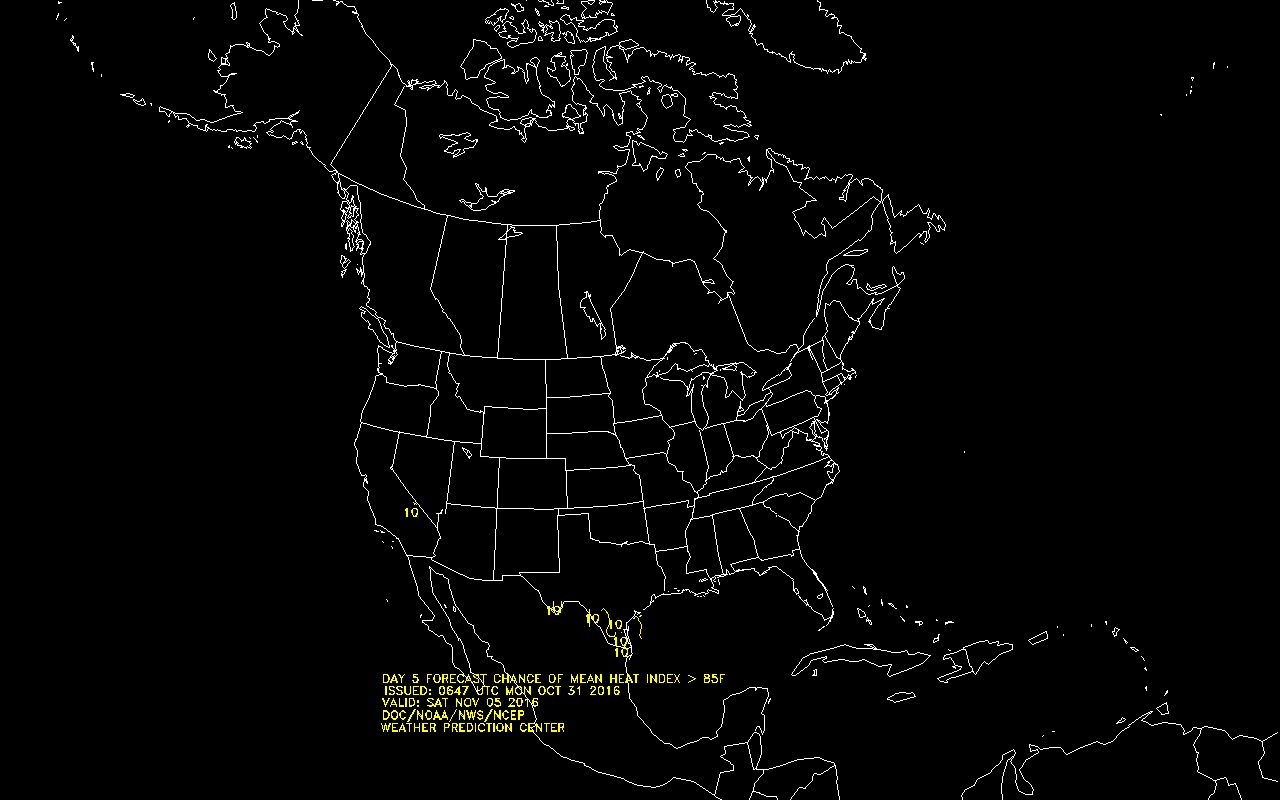 10
10
10
10
10
10
DAY 5 FORECAST CHANCE OF MEAN HEAT INDEX > 85F
ISSUED: 0647 UTC MON OCT 31 2016
VALID: SAT NOV 05 2016
DOC/NOAA/NWS/NCEP
WEATHER PREDICTION CENTER